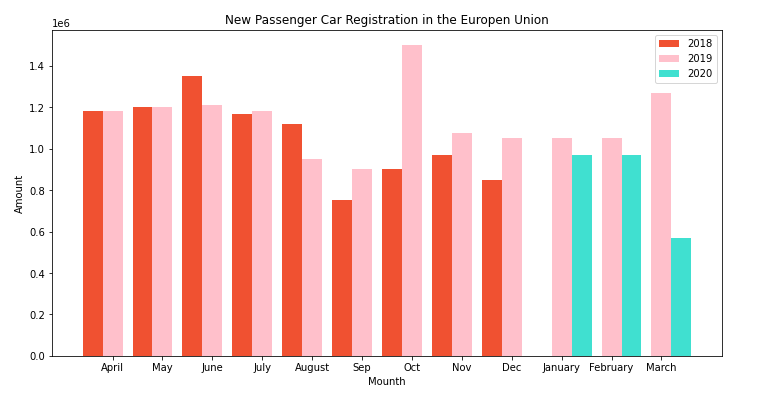 New Passenger Car Registration in the Europen Union
1e6
2018
2019
2020
1.4
1.2
1.0
0.8
0.6
0.4
0.2
0.0
Amount
April May June July August Sep Oct Nov Dec January February March
Mounth